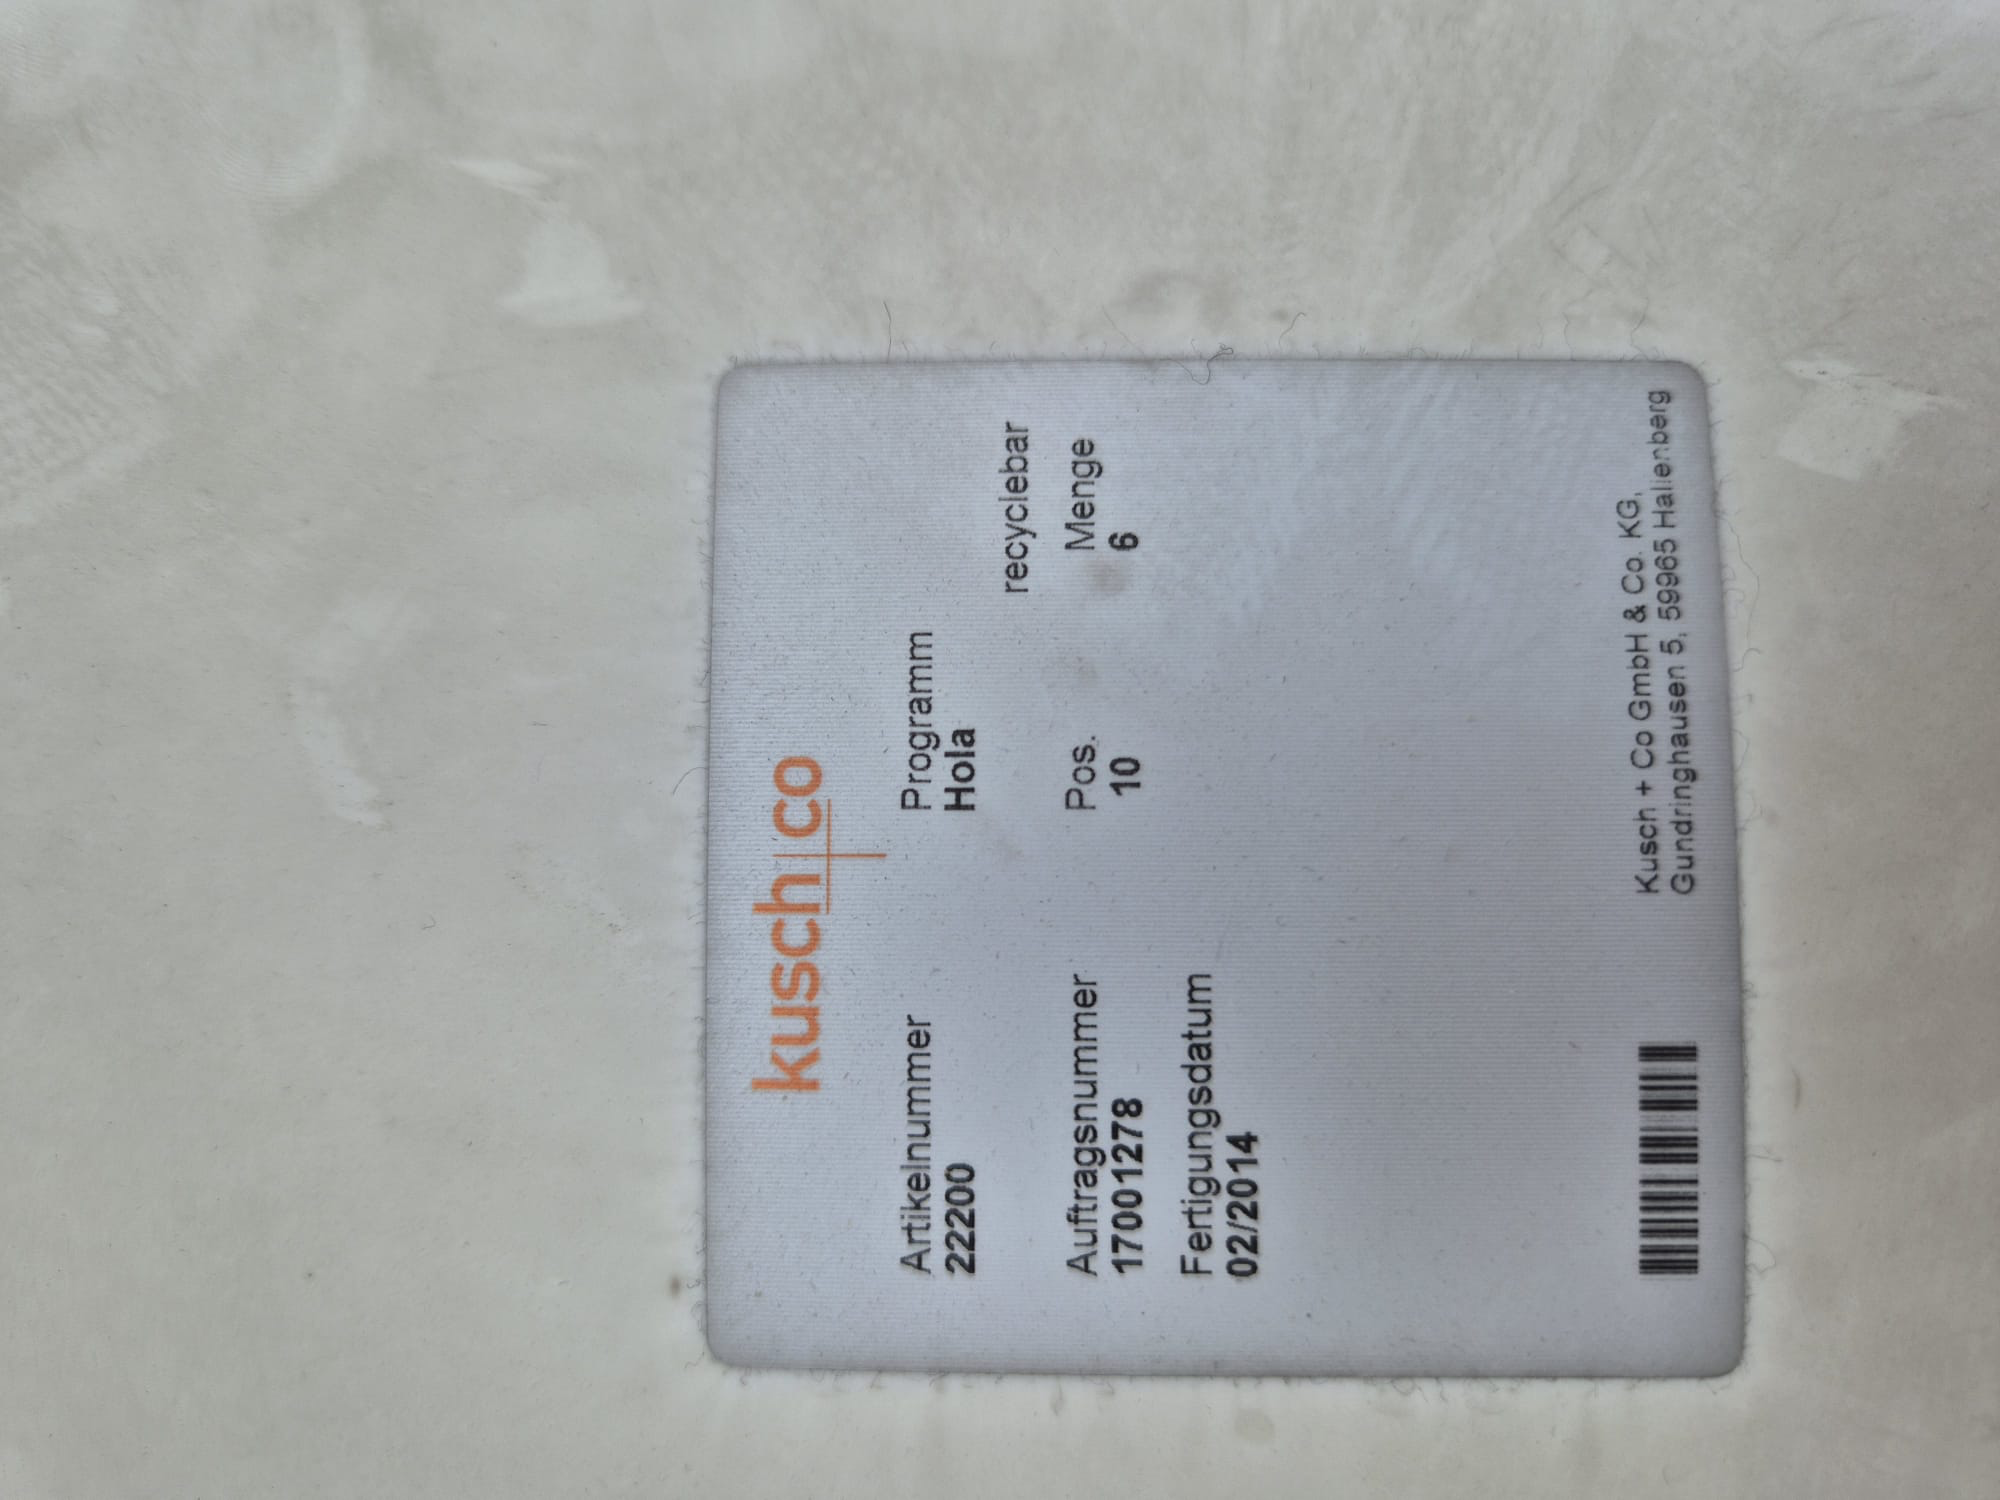 kusch co
Artikelnummer Programm
22200 Hola
recyclebar
Auftragsnummer Pos. Menge
17001278 10 6
Fertigungsdatum
02/2014
Kusch + Co GmbH & Co. KG,
Gundringhausen 5, 59965 Hallenberg